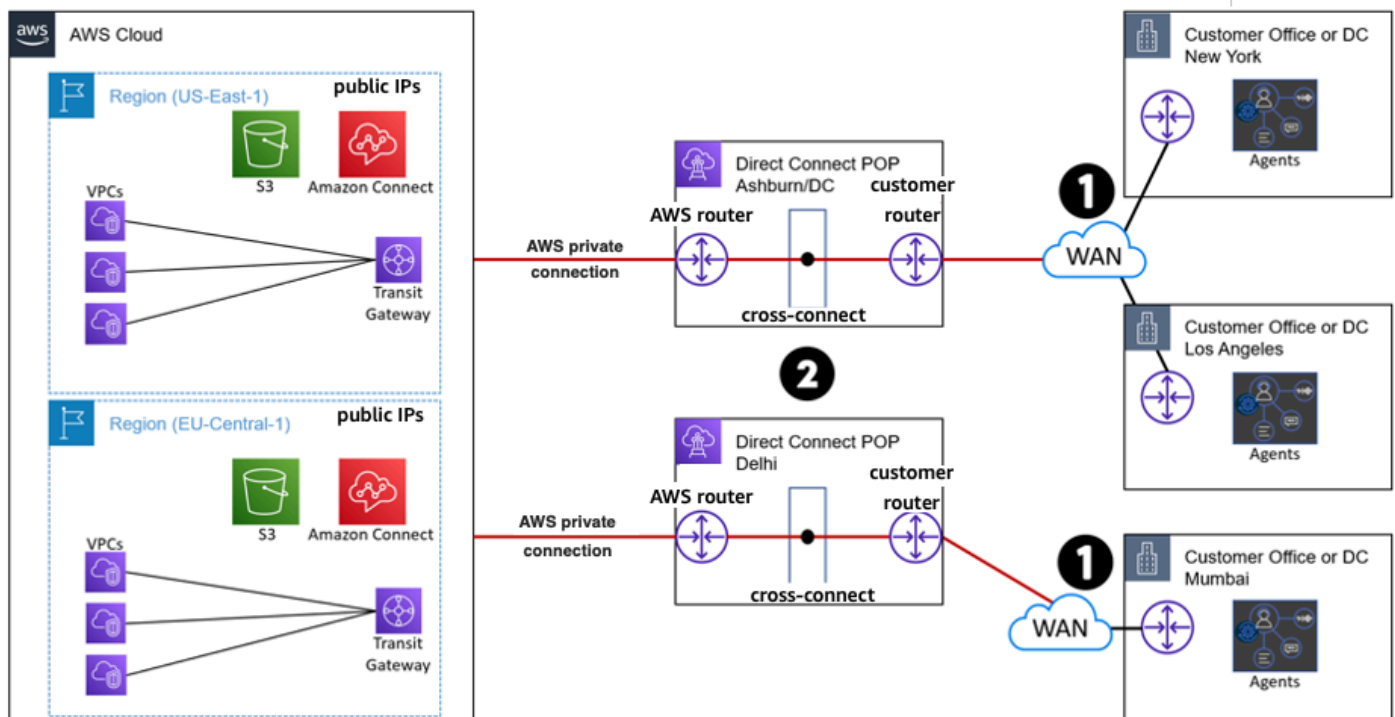 aws
AWS Cloud
Region (US-East-1)
public IPs
S3
Amazon Connect
VPCs
Transit
Gateway
Region (EU-Central-1)
public IPs
S3
Amazon Connect
VPCs
Transit
Gateway
AWS private
connection
Direct Connect POP
Ashburn/DC
customer
router
AWS router
cross-connect
2
AWS private
connection
Direct Connect POP
Delhi
customer
router
AWS router
cross-connect
1
WAN
Customer Office or DC
New York
Agents
Customer Office or DC
Los Angeles
Agents
1
WAN
Customer Office or DC
Mumbai
Agents